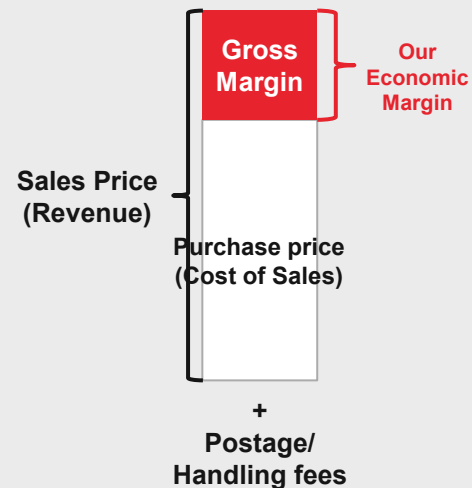 Gross
Margin
Our
Economic
Margin
Sales Price
(Revenue)
Purchase price
(Cost of Sales)
+
Postage/
Handling fees